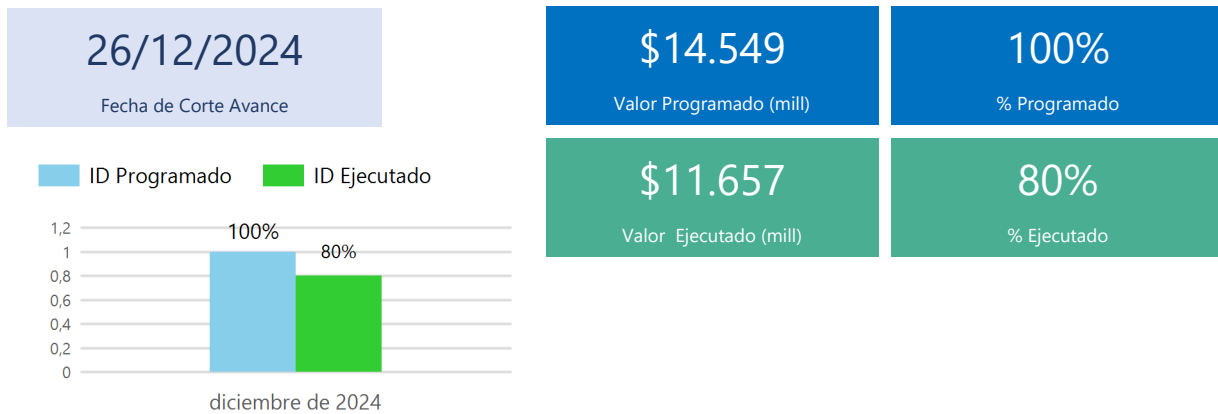 26/12/2024
Fecha de Corte Avance
$14.549
Valor Programado (mill)
100%
% Programado
$11.657
Valor  Ejecutado (mill)
80%
% Ejecutado
ID Programado
ID Ejecutado
1,2
1
0,8
0,6
0,4
0,2
0
100%
80%
diciembre de 2024